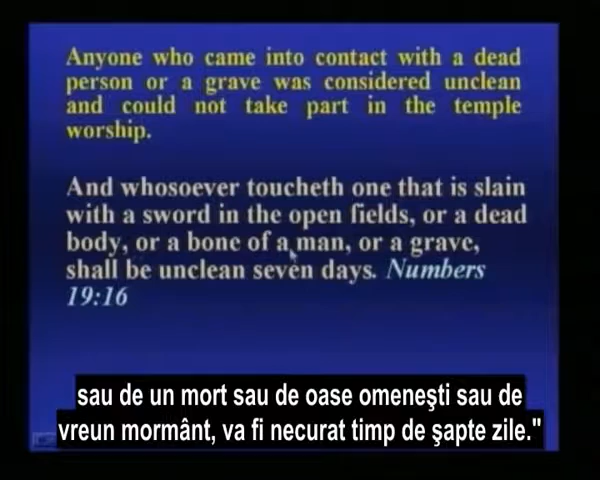 Anyone who came into contact with a dead
person or a grave was considered unclean
and could not take part in the temple
worship.
And whosoever toucheth one that is slain
with a sword in the open fields, or a dead
body, or a bone of a man, or a grave,
shall be unclean seven days. Numbers
19:16
sau de un mort sau de oase omeneşti sau de
vreun mormânt, va fi necurat timp de şapte zile."